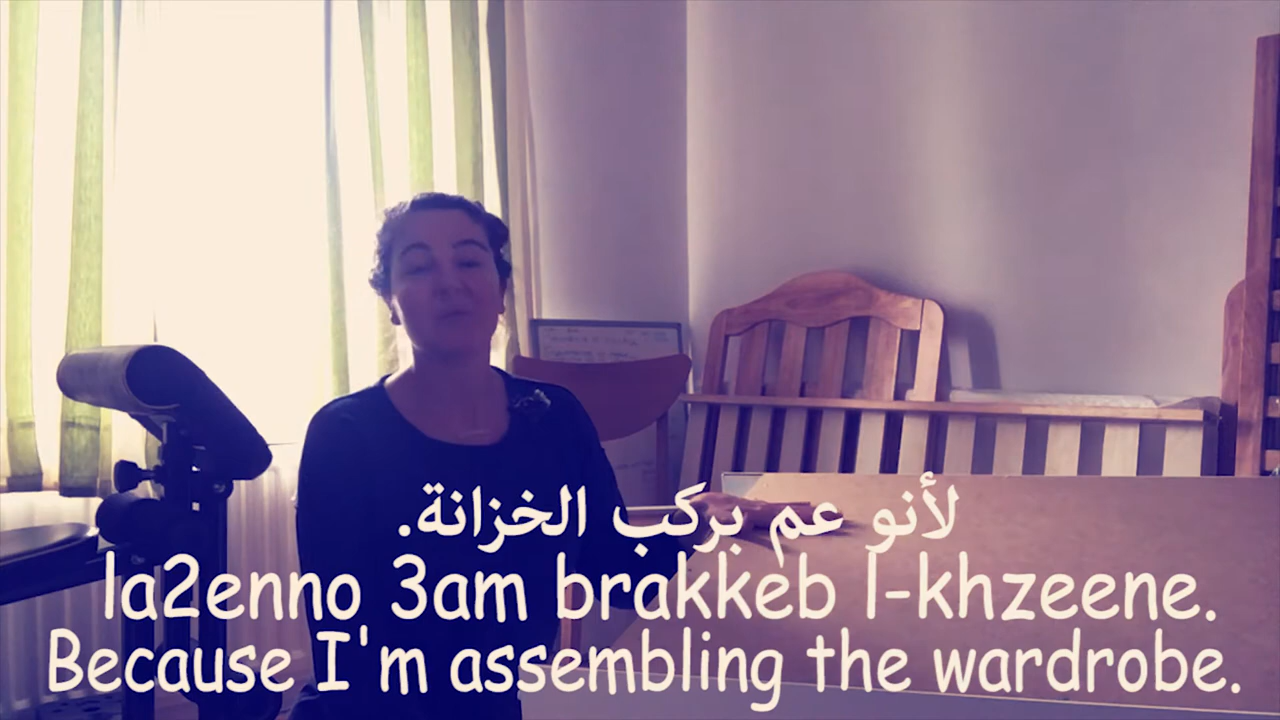 لأنو عم بركب الخزانة.
la2enno 3am brakkeb l-khzeene.
Because I'm assembling the wardrobe.